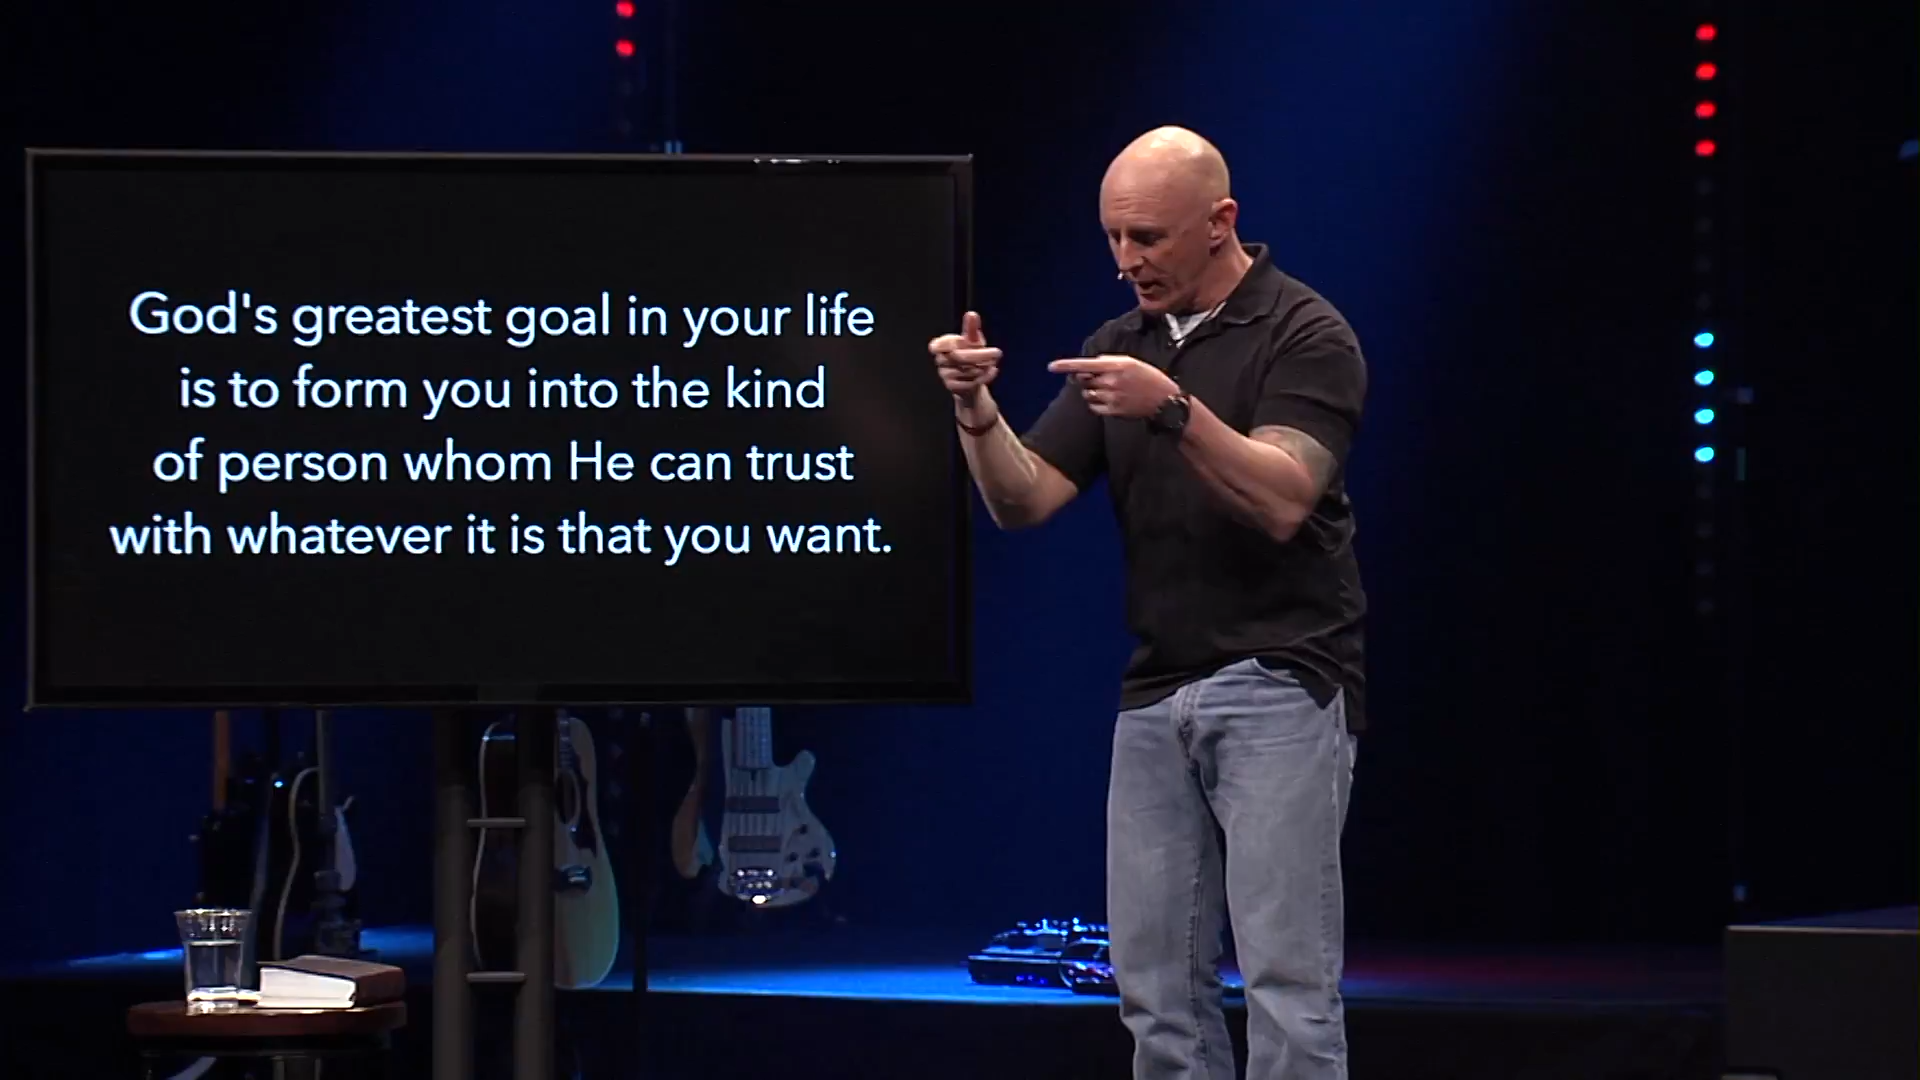 God's greatest goal in your life
is to form you into the kind
of person whom He can trust
with whatever it is that you want.